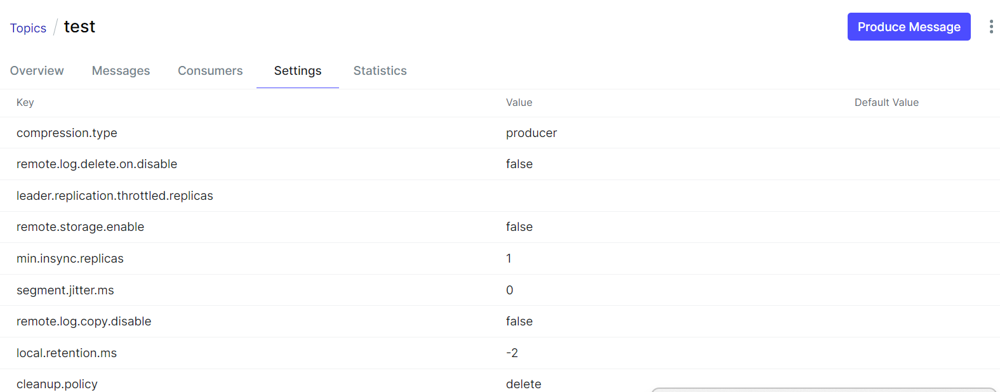 Topics / test
Produce Message
Overview Messages Consumers Settings Statistics
Key Value Default Value
compression.type producer
remote.log.delete.on.disable false
leader.replication.throttled.replicas
remote.storage.enable false
min.insync.replicas 1
segment.jitter.ms 0
remote.log.copy.disable false
local.retention.ms -2
cleanup.policy delete